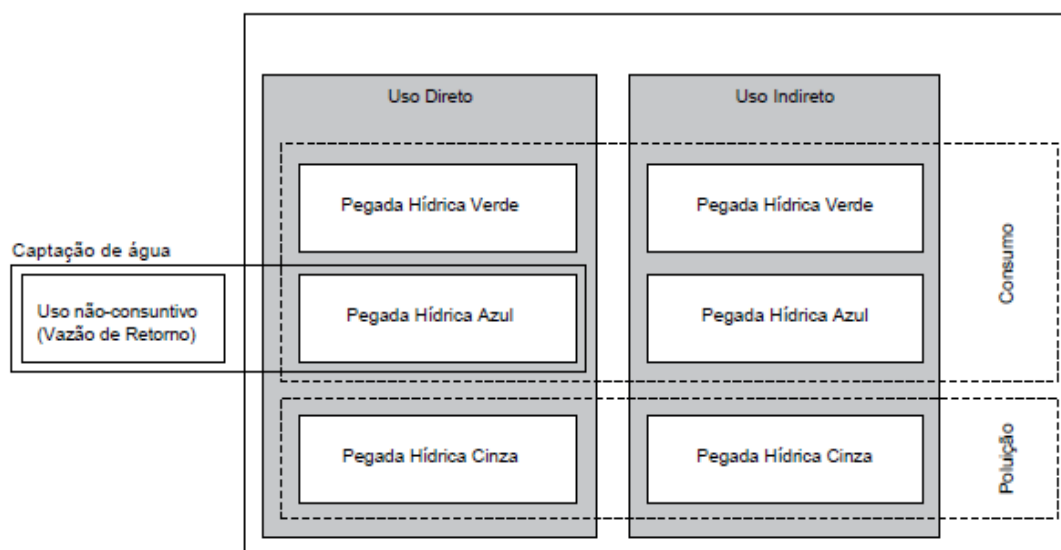 Uso Direto
Uso Indireto
Pegada Hídrica Verde
Pegada Hídrica Verde
Consumo
Captação de água
Uso não-consuntivo
(Vazão de Retorno)
Pegada Hídrica Azul
Pegada Hídrica Azul
Pegada Hídrica Cinza
Pegada Hídrica Cinza
Poluição